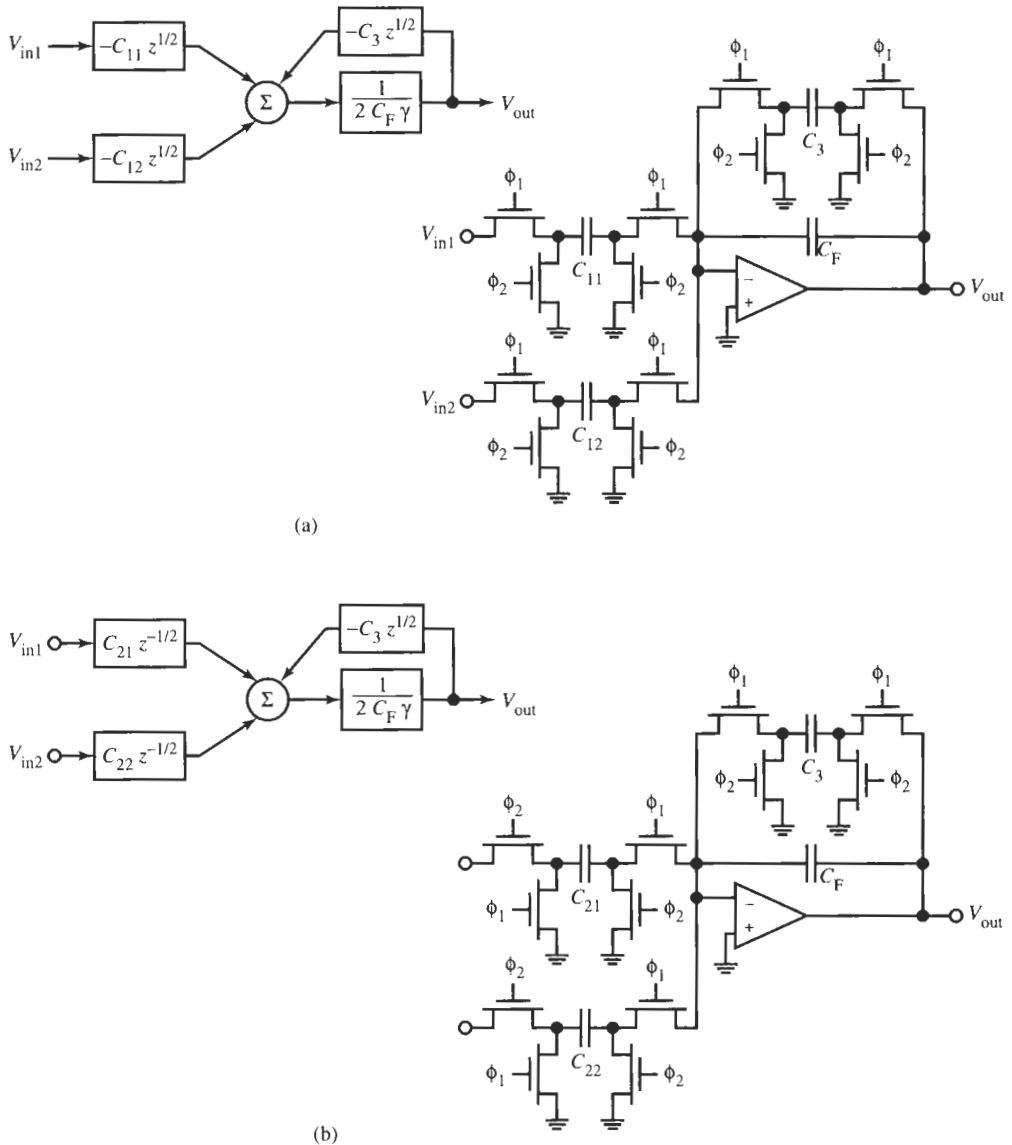 V_in1
-C_11 z^{1/2}
-C_3 z^{1/2}
Σ
1
2 C_F γ
V_out
V_in2
-C_12 z^{1/2}
ϕ_1
ϕ_1
C_3
ϕ_2
ϕ_2
ϕ_1
ϕ_1
V_in1
C_F
C_11
ϕ_2
ϕ_2
−
+
V_out
ϕ_1
ϕ_1
V_in2
C_12
ϕ_2
ϕ_2
(a)
V_in1
C_21 z^{-1/2}
-C_3 z^{1/2}
Σ
1
2 C_F γ
V_out
V_in2
C_22 z^{-1/2}
ϕ_1
ϕ_1
C_3
ϕ_2
ϕ_2
ϕ_2
ϕ_1
C_F
C_21
ϕ_1
ϕ_2
−
+
V_out
ϕ_2
ϕ_1
C_22
ϕ_1
ϕ_2
(b)